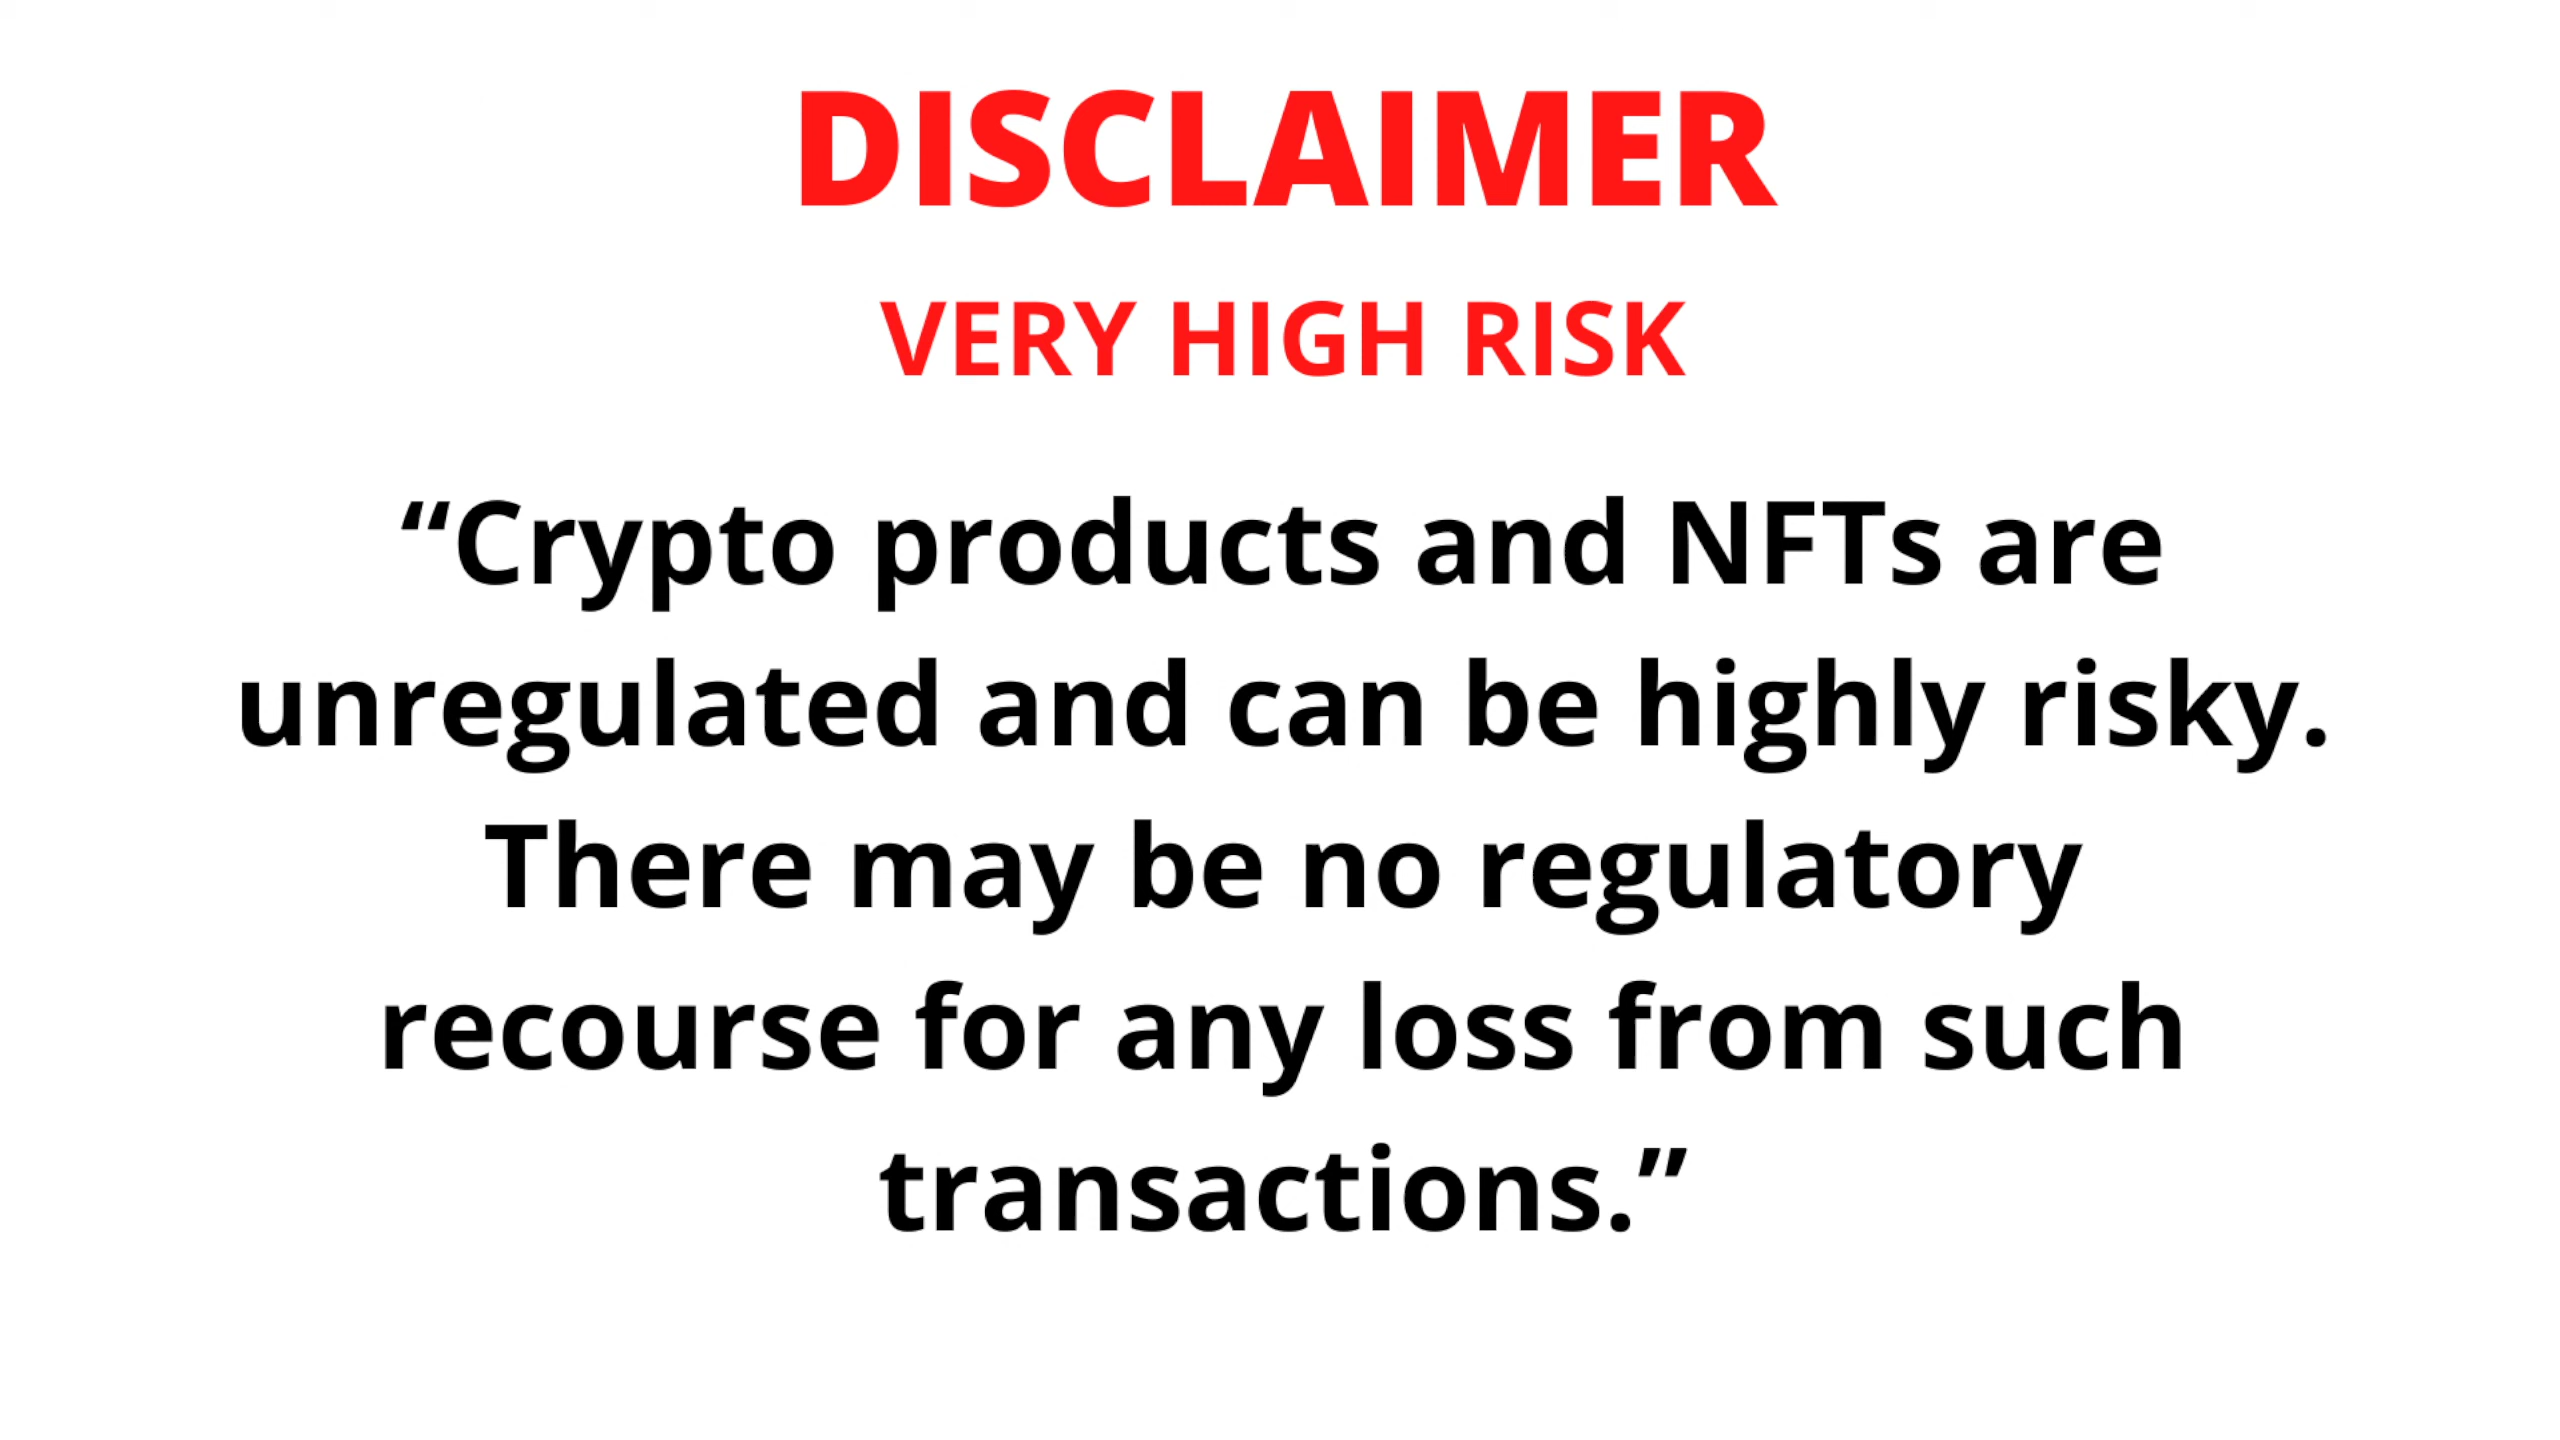 DISCLAIMER
VERY HIGH RISK
“Crypto products and NFTs are
unregulated and can be highly risky.
There may be no regulatory
recourse for any loss from such
transactions.”